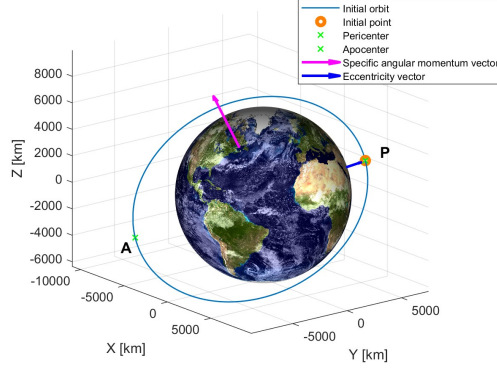 Initial orbit
Initial point
Pericenter
Apocenter
Specific angular momentum vector
Eccentricity vector
8000
6000
4000
2000
0
-2000
-4000
-6000
Z [km]
P
A
-10000
-5000
0
5000
X [km]
-5000
0
5000
Y [km]